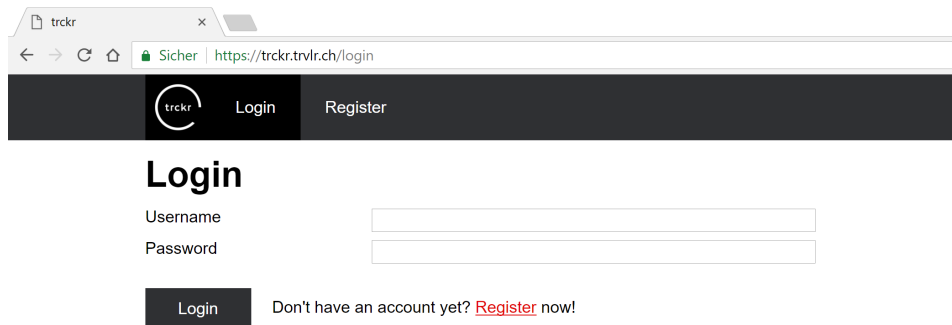 trckr
Sicher https://trckr.trvlr.ch/login
trckr Login Register
Login
Username
Password
Login Don't have an account yet? Register now!